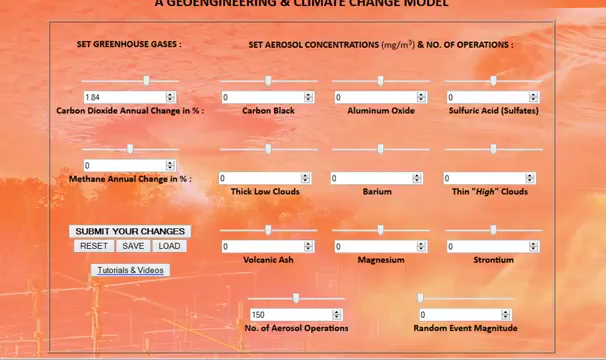 A GEOENGINEERING & CLIMATE CHANGE MODEL
SET GREENHOUSE GASES :
SET AEROSOL CONCENTRATIONS (mg/m³) & NO. OF OPERATIONS :
1.84
0
0
0
Carbon Dioxide Annual Change in % :
Carbon Black
Aluminum Oxide
Sulfuric Acid (Sulfates)
0
0
0
0
Methane Annual Change in % :
Thick Low Clouds
Barium
Thin "High" Clouds
SUBMIT YOUR CHANGES
RESET SAVE LOAD
0
0
0
Volcanic Ash
Magnesium
Strontium
Tutorials & Videos
150
0
No. of Aerosol Operations
Random Event Magnitude